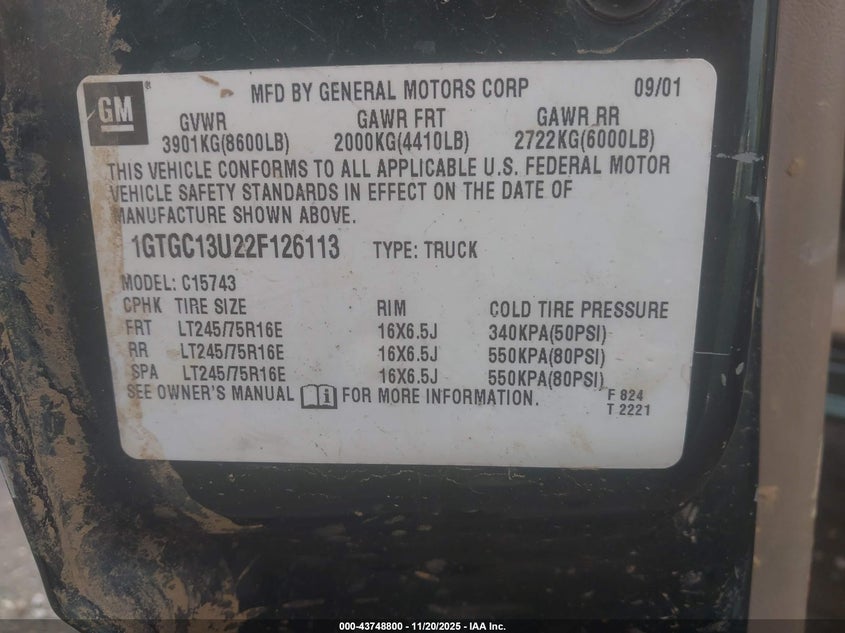 GM
MFD BY GENERAL MOTORS CORP 09/01
GVWR GAWR FRT GAWR RR
3901KG(8600LB) 2000KG(4410LB) 2722KG(6000LB)
THIS VEHICLE CONFORMS TO ALL APPLICABLE U.S. FEDERAL MOTOR
VEHICLE SAFETY STANDARDS IN EFFECT ON THE DATE OF
MANUFACTURE SHOWN ABOVE.
1GTGC13U22F126113 TYPE: TRUCK
MODEL: C15743
CPHK TIRE SIZE RIM COLD TIRE PRESSURE
FRT LT245/75R16E 16X6.5J 340KPA(50PSI)
RR LT245/75R16E 16X6.5J 550KPA(80PSI)
SPA LT245/75R16E 16X6.5J 550KPA(80PSI)
SEE OWNER'S MANUAL i FOR MORE INFORMATION.
F 824
T 2221
000-43748800 - 11/20/2025 - IAA Inc.